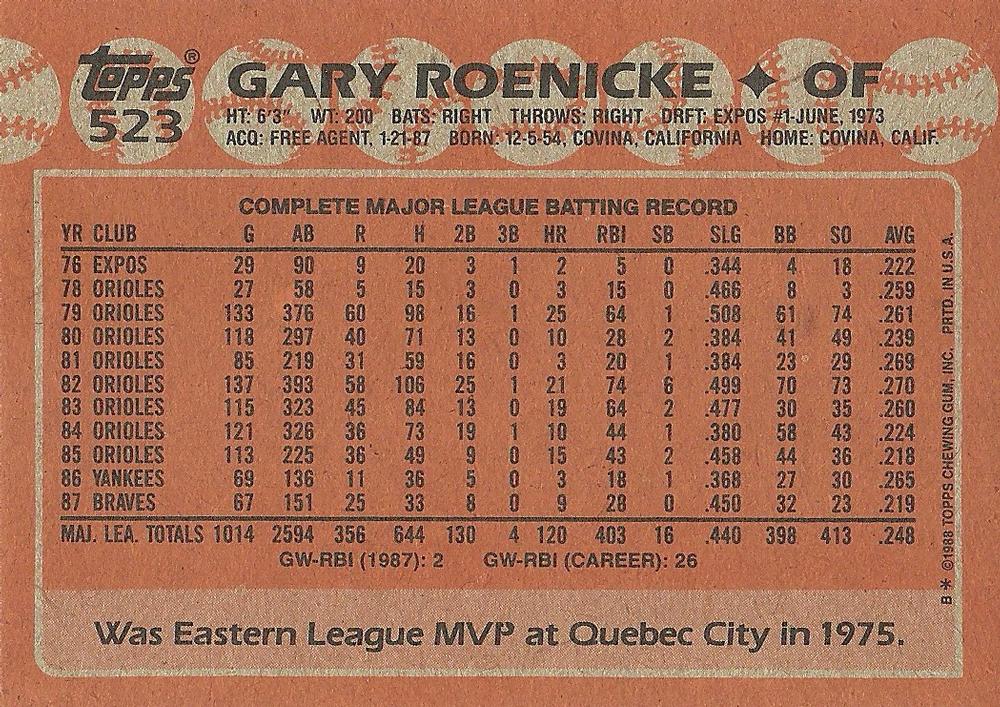 topps® GARY ROENICKE ✦ OF
523 HT: 6'3" WT: 200 BATS: RIGHT THROWS: RIGHT DRFT: EXPOS #1-JUNE, 1973
ACQ: FREE AGENT, 1-21-87 BORN: 12-5-54, COVINA, CALIFORNIA HOME: COVINA, CALIF.
COMPLETE MAJOR LEAGUE BATTING RECORD
YR CLUB G AB R H 2B 3B HR RBI SB SLG BB SO AVG
76 EXPOS 29 90 9 20 3 1 2 5 0 .344 4 18 .222
78 ORIOLES 27 58 5 15 3 0 3 15 0 .466 8 3 .259
79 ORIOLES 133 376 60 98 16 1 25 64 1 .508 61 74 .261
80 ORIOLES 118 297 40 71 13 0 10 28 2 .384 41 49 .239
81 ORIOLES 85 219 31 59 16 0 3 20 1 .384 23 29 .269
82 ORIOLES 137 393 58 106 25 1 21 74 6 .499 70 73 .270
83 ORIOLES 115 323 45 84 13 0 19 64 2 .477 30 35 .260
84 ORIOLES 121 326 36 73 19 1 10 44 1 .380 58 43 .224
85 ORIOLES 113 225 36 49 9 0 15 43 2 .458 44 36 .218
86 YANKEES 69 136 11 36 5 0 3 18 1 .368 27 30 .265
87 BRAVES 67 151 25 33 8 0 9 28 0 .450 32 23 .219
MAJ. LEA. TOTALS 1014 2594 356 644 130 4 120 403 16 .440 398 413 .248
GW-RBI (1987): 2 GW-RBI (CAREER): 26
Was Eastern League MVP at Quebec City in 1975.
B * ©1988 TOPPS CHEWING GUM, INC. PRTD. IN U.S.A.